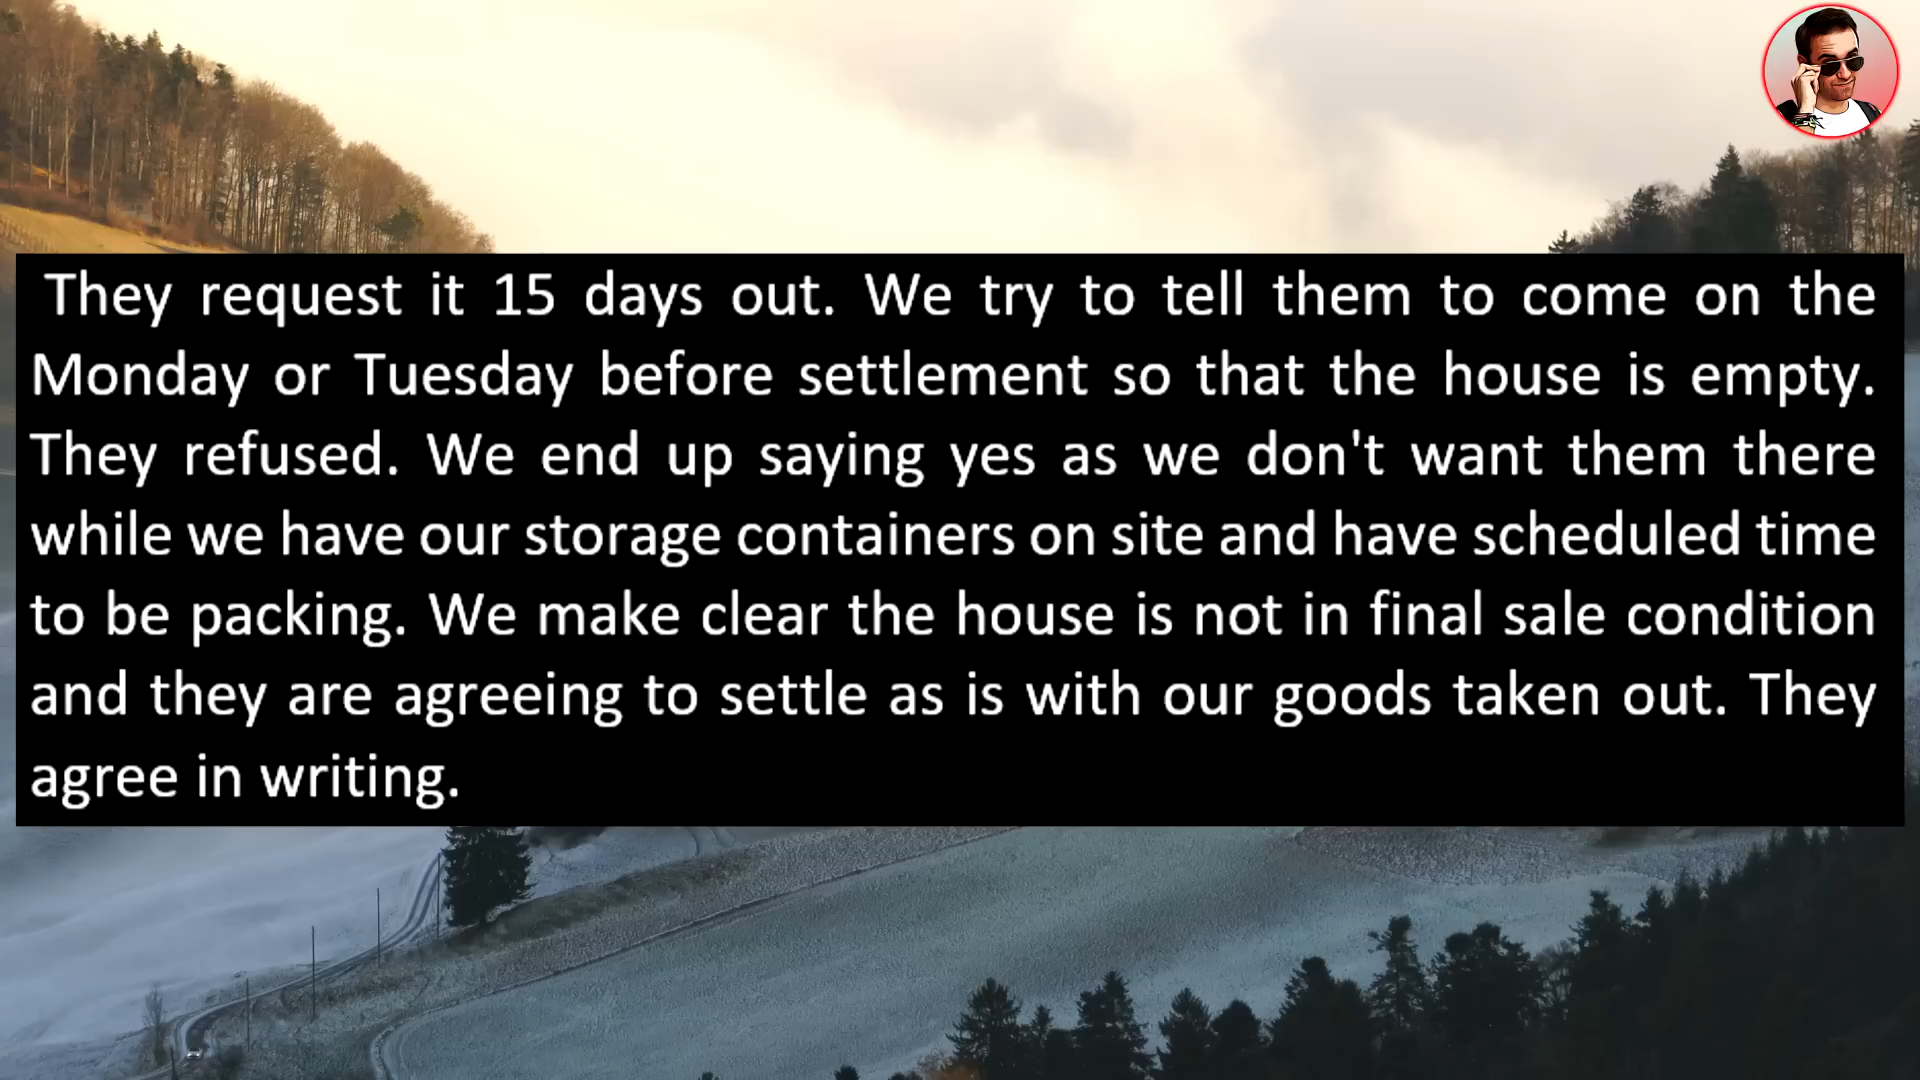 They request it 15 days out. We try to tell them to come on the
Monday or Tuesday before settlement so that the house is empty.
They refused. We end up saying yes as we don't want them there
while we have our storage containers on site and have scheduled time
to be packing. We make clear the house is not in final sale condition
and they are agreeing to settle as is with our goods taken out. They
agree in writing.